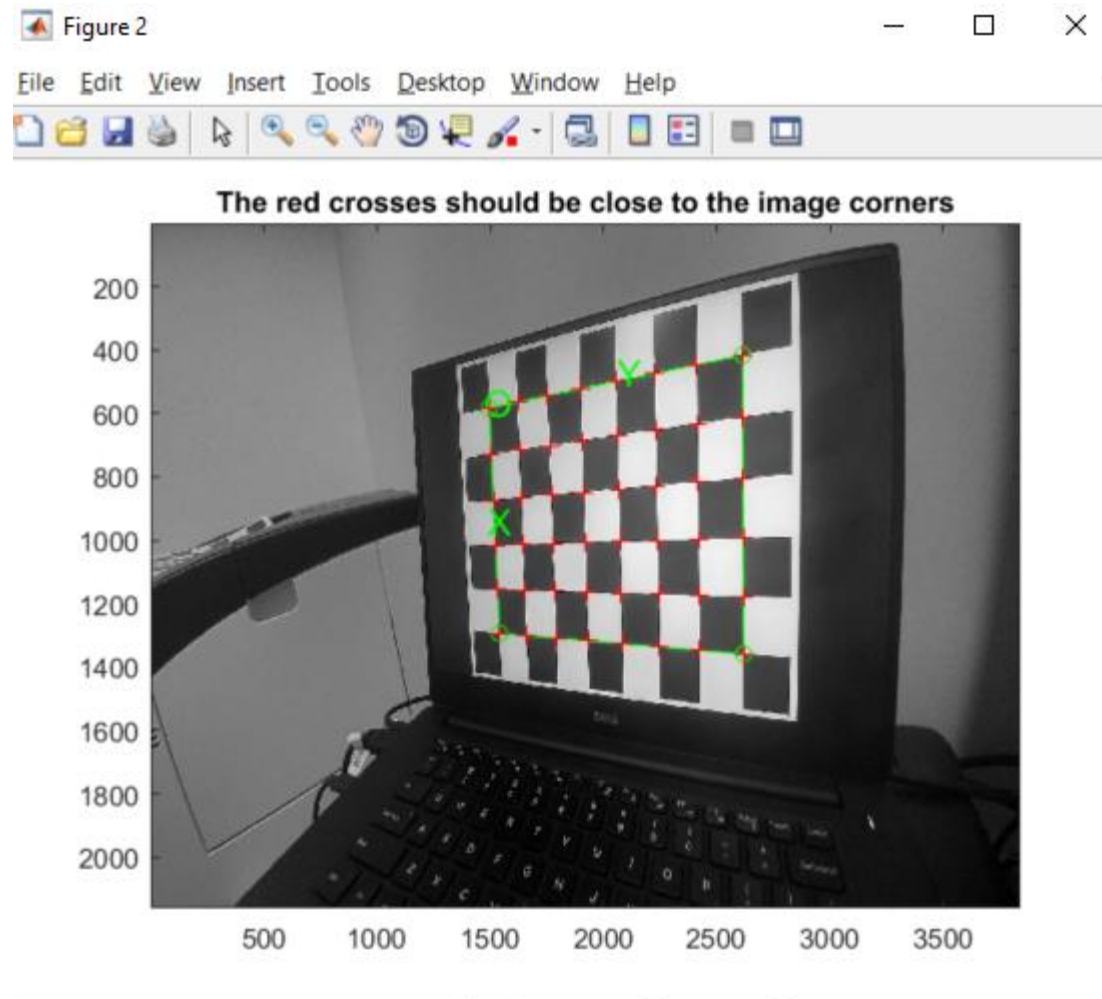 Figure 2
File Edit View Insert Tools Desktop Window Help
The red crosses should be close to the image corners
200
400
600
800
1000
1200
1400
1600
1800
2000
O
Y
X
DELL
500 1000 1500 2000 2500 3000 3500